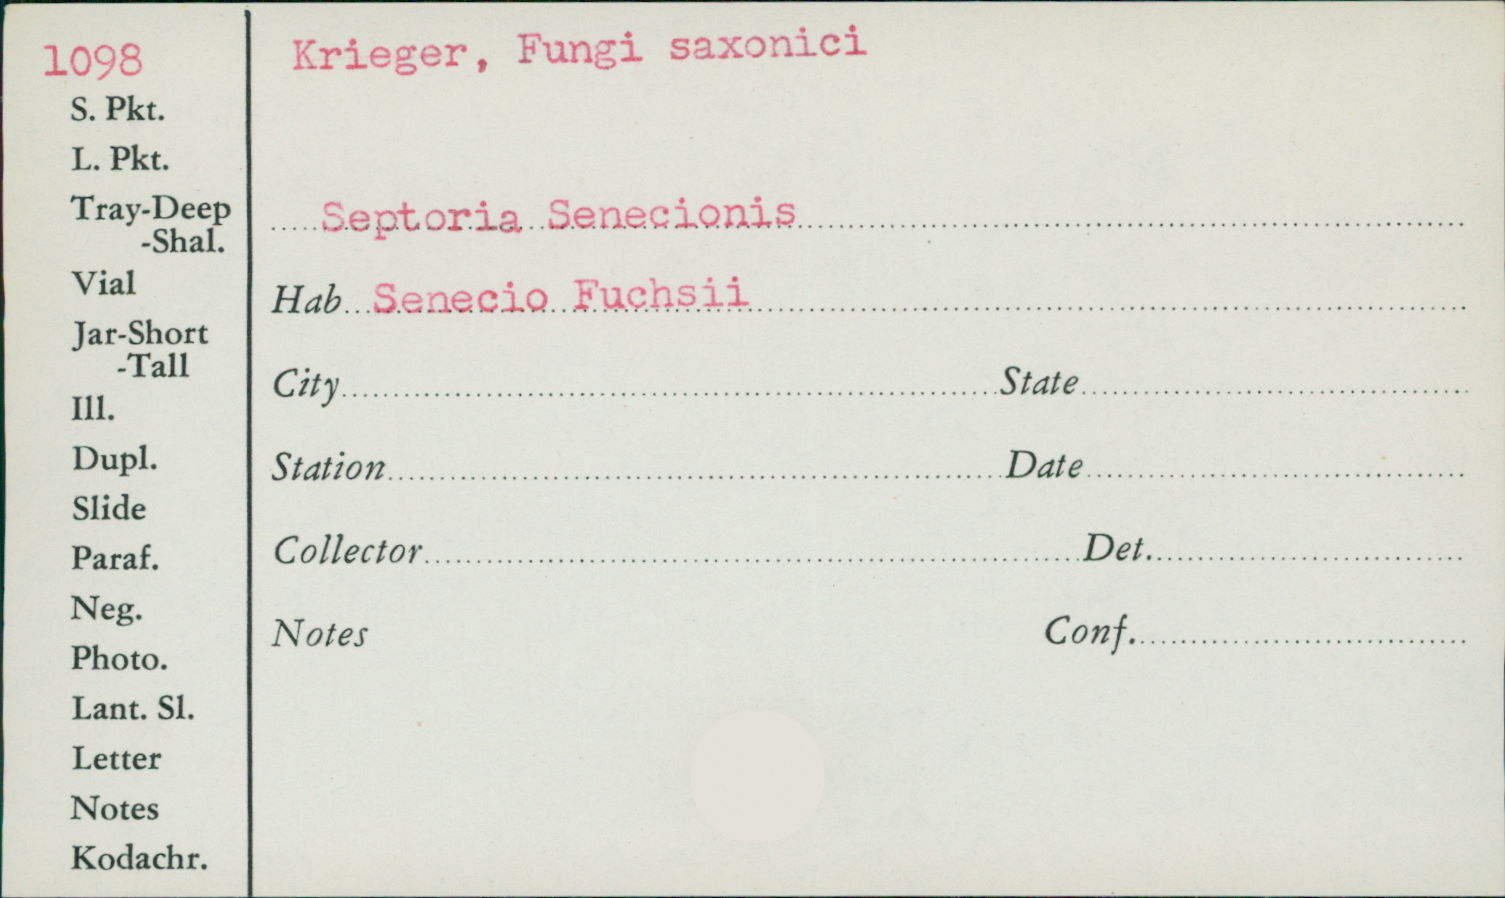 1098
S. Pkt.
L. Pkt.
Tray-Deep
-Shal.
Vial
Jar-Short
-Tall
Ill.
Dupl.
Slide
Paraf.
Neg.
Photo.
Lant. Sl.
Letter
Notes
Kodachr.
Krieger, Fungi saxonici
Septoria Senecionis
Hab Senecio Fuchsii
City State
Station Date
Collector Det.
Notes Conf.